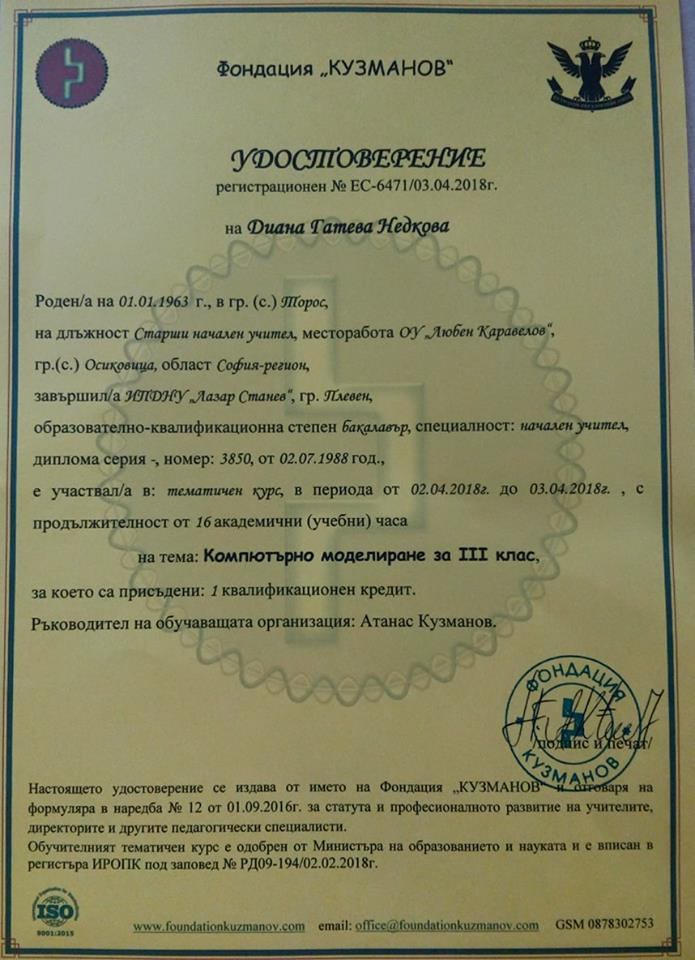 Фондация „КУЗМАНОВ“
УДОСТОВЕРЕНИЕ
регистрационен № ЕС-6471/03.04.2018г.
на Диана Гатева Недкова
Роден/а на 01.01.1963 г., в гр. (с.) Торос,
на длъжност Старши начален учител, месторабота ОУ „Любен Каравелов“,
гр.(с.) Осиковица, област София-регион,
завършил/а ИПДНУ „Лазар Станев“, гр. Плевен,
образователно-квалификационна степен бакалавър, специалност: начален учител,
диплома серия -, номер: 3850, от 02.07.1988 год.,
е участвал/а в: тематичен курс, в периода от 02.04.2018г. до 03.04.2018г. , с
продължителност от 16 академични (учебни) часа
на тема: Компютърно моделиране за III клас,
за което са присъдени: 1 квалификационен кредит.
Ръководител на обучаващата организация: Атанас Кузманов.
ФОНДАЦИЯ
/подпис и печат/
КУЗМАНОВ
Настоящето удостоверение се издава от името на Фондация „КУЗМАНОВ“ и отговаря на
формуляра в наредба № 12 от 01.09.2016г. за статута и професионалното развитие на учителите,
директорите и другите педагогически специалисти.
Обучителният тематичен курс е одобрен от Министъра на образованието и науката и е вписан в
регистъра ИРОПК под заповед № РД09-194/02.02.2018г.
ISO
9001:2015
www.foundationkuzmanov.com email: office@foundationkuzmanov.com GSM 0878302753